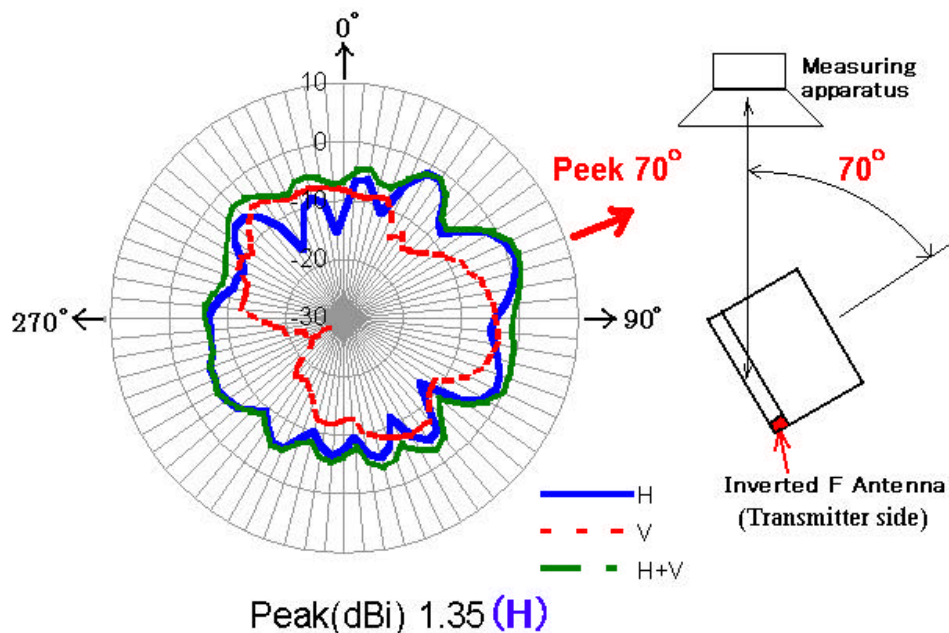 0°
10
0
-10
-20
-30
270°
90°
Peek 70°
Measuring
apparatus
70°
Inverted F Antenna
(Transmitter side)
H
V
H+V
Peak(dBi) 1.35 (H)